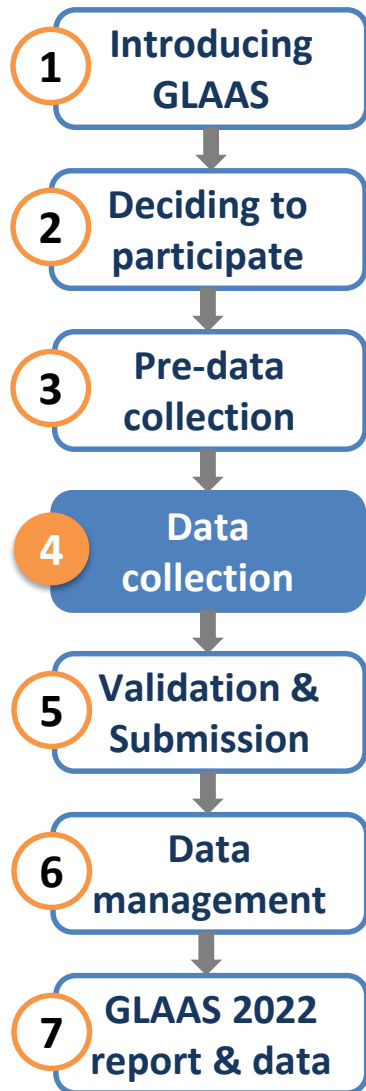 1
Introducing
GLAAS
2
Deciding to
participate
3
Pre-data
collection
4
Data
collection
5
Validation &
Submission
6
Data
management
7
GLAAS 2022
report & data